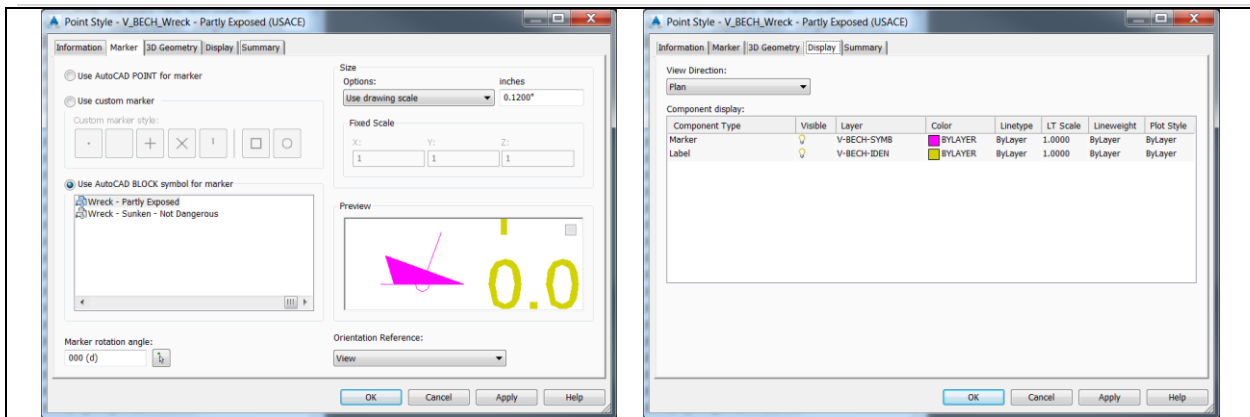 Point Style - V_BECH_Wreck - Partly Exposed (USACE)
Information Marker 3D Geometry Display Summary
Use AutoCAD POINT for marker
Use custom marker
Custom marker style:
Use AutoCAD BLOCK symbol for marker
Wreck - Partly Exposed
Wreck - Sunken - Not Dangerous
Marker rotation angle:
000 (d)
Size
Options: inches
Use drawing scale 0.1200"
Fixed Scale
X: Y: Z:
1 1 1
Preview
0.0
Orientation Reference:
View
OK Cancel Apply Help
Point Style - V_BECH_Wreck - Partly Exposed (USACE)
Information Marker 3D Geometry Display Summary
View Direction:
Plan
Component display:
Component Type Visible Layer Color Linetype LT Scale Lineweight Plot Style
Marker V-BECH-SYMB BYLAYER ByLayer 1.0000 ByLayer ByLayer
Label V-BECH-IDEN BYLAYER ByLayer 1.0000 ByLayer ByLayer
OK Cancel Apply Help